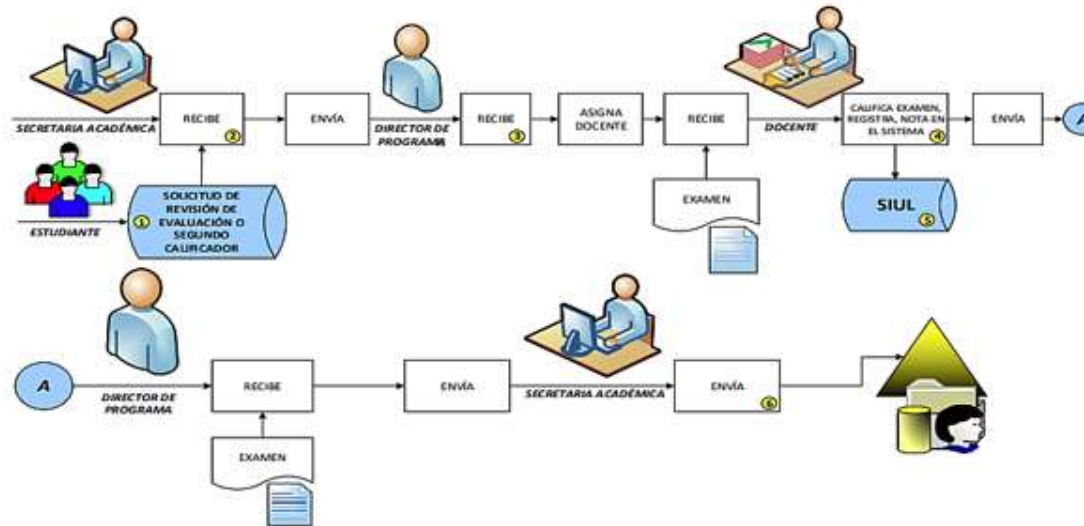 SECRETARIA ACADÉMICA
RECIBE
2
ENVÍA
DIRECTOR DE
PROGRAMA
RECIBE
3
ASIGNA
DOCENTE
RECIBE
DOCENTE
CALIFICA EXAMEN,
REGISTRA, NOTA EN
EL SISTEMA
4
ENVÍA
A
ESTUDIANTE
1
SOLICITUD DE
REVISIÓN DE
EVALUACIÓN O
SEGUNDO
CALIFICADOR
EXAMEN
SIUL
5
A
DIRECTOR DE
PROGRAMA
RECIBE
ENVÍA
SECRETARIA ACADÉMICA
ENVÍA
6
EXAMEN